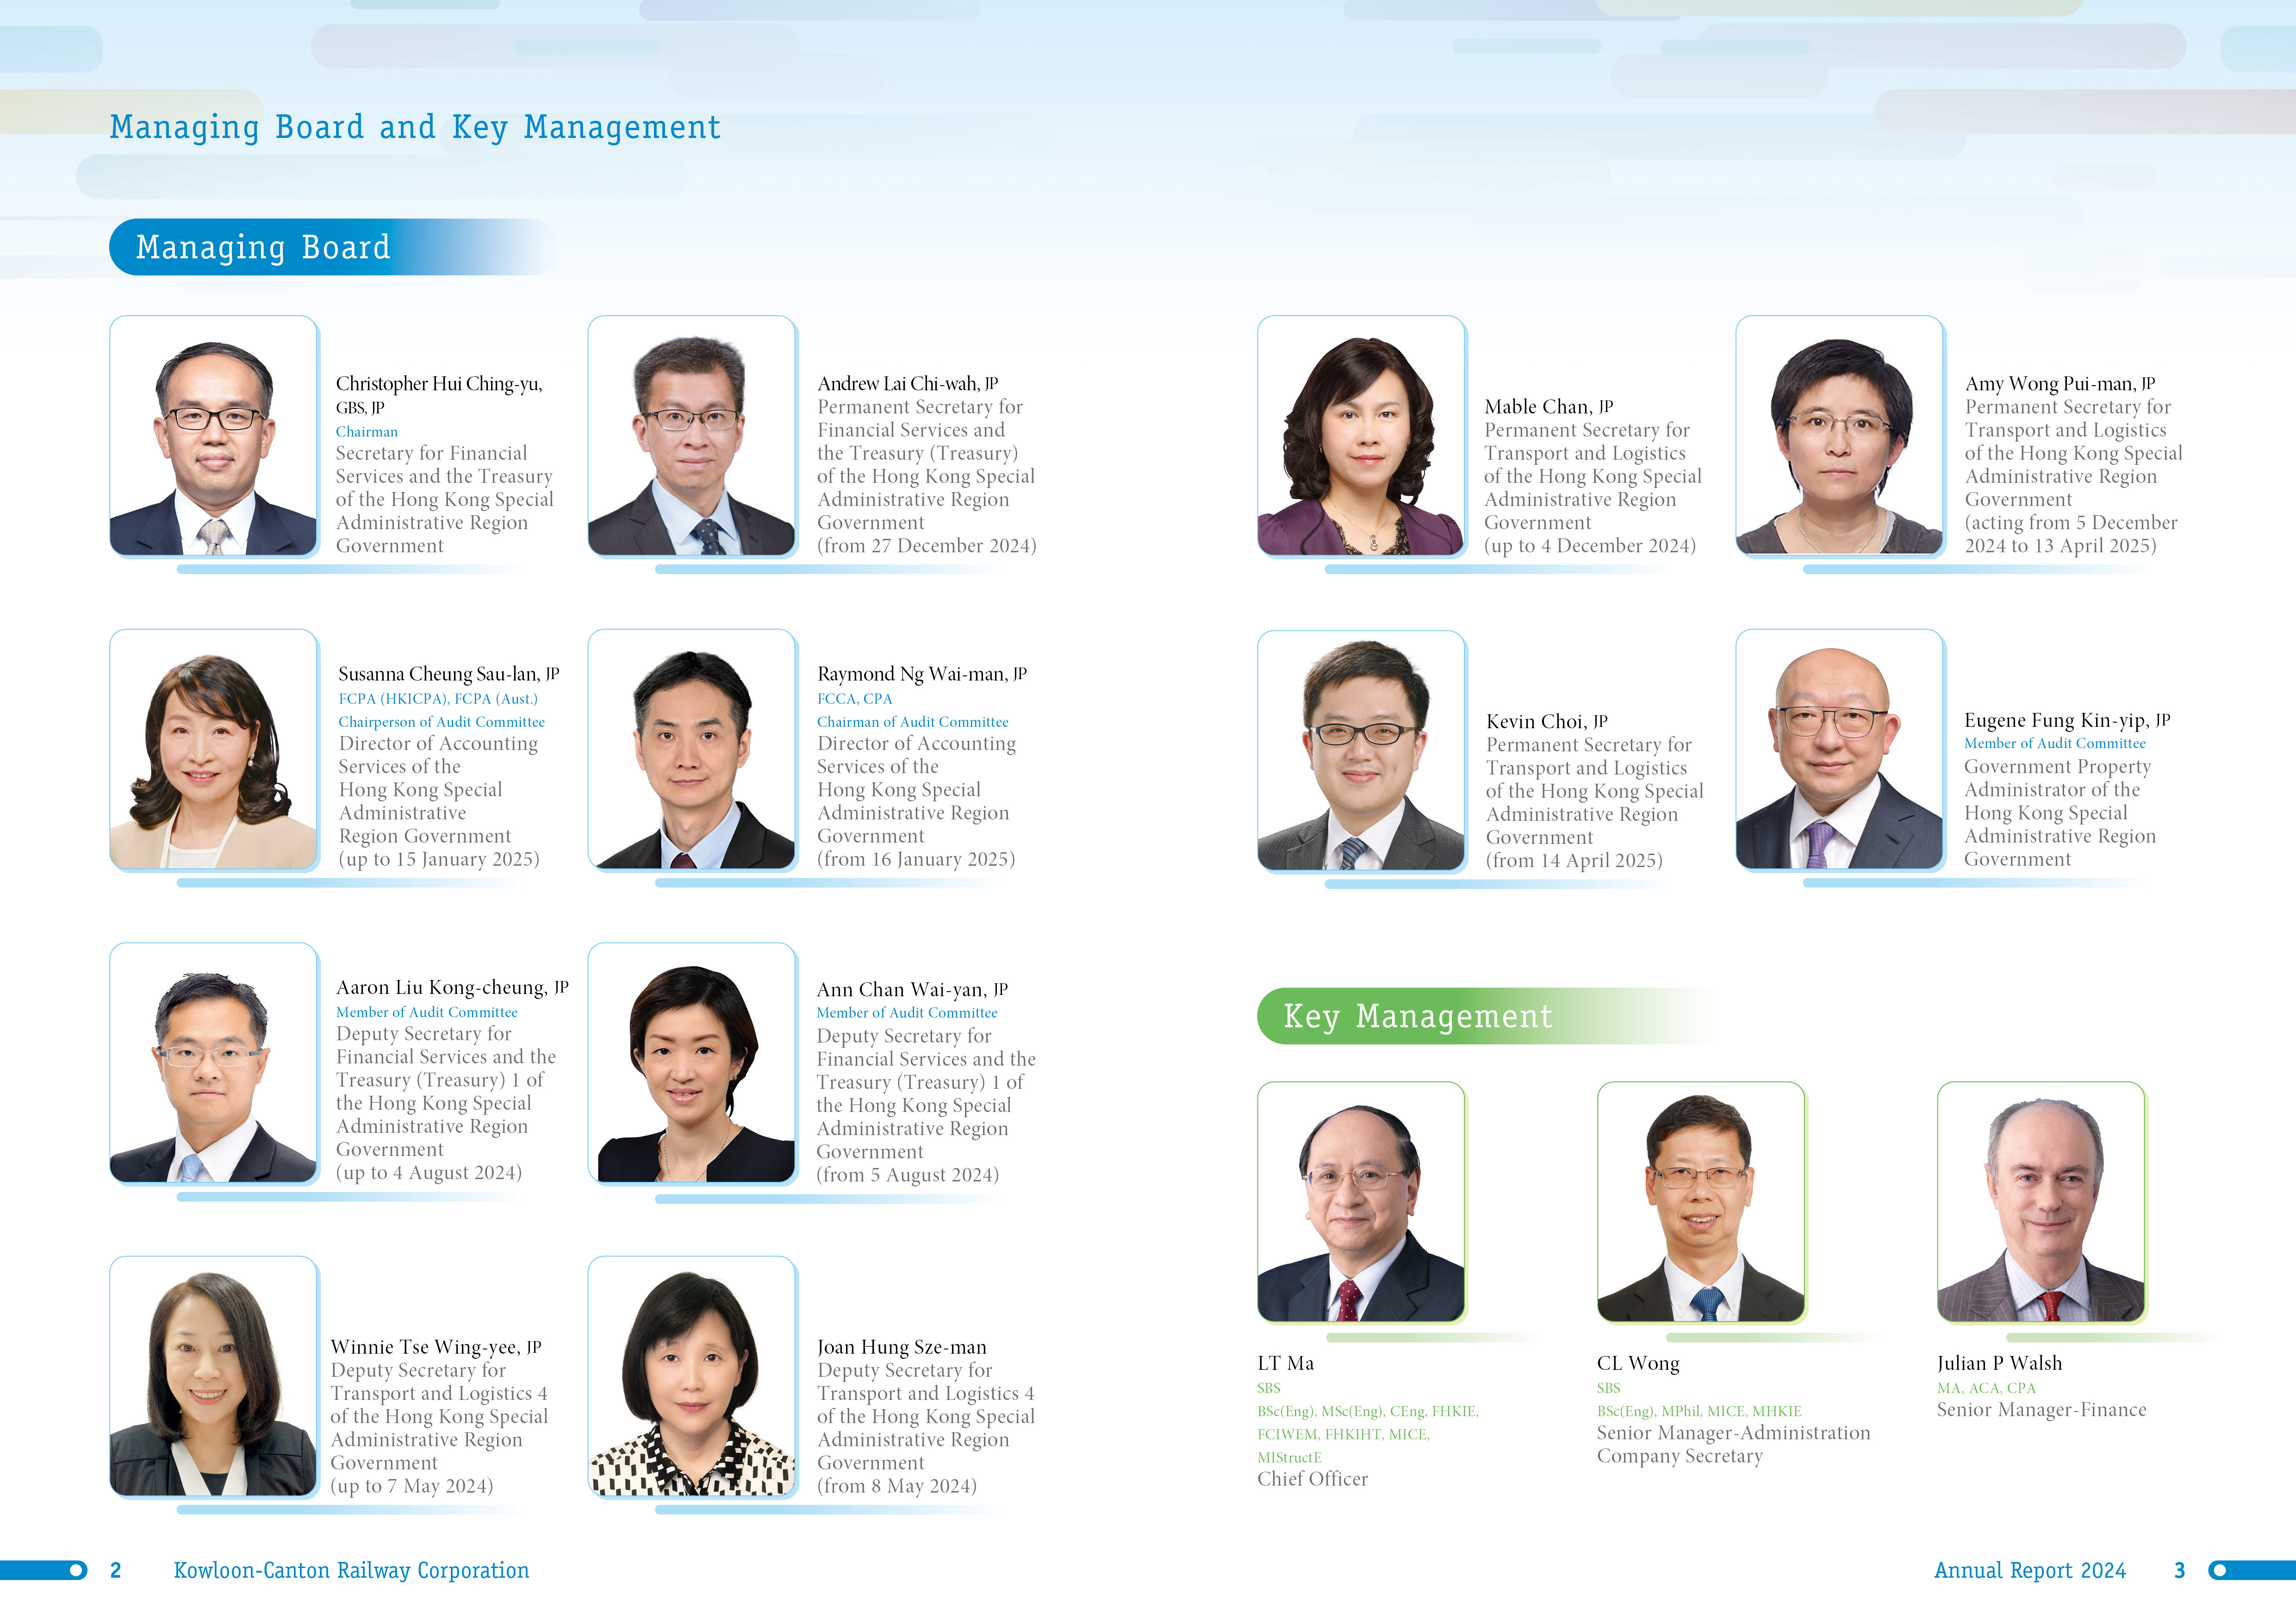 Managing Board and Key Management
Managing Board
Christopher Hui Ching-yu,
GBS, JP
Chairman
Secretary for Financial
Services and the Treasury
of the Hong Kong Special
Administrative Region
Government
Andrew Lai Chi-wah, JP
Permanent Secretary for
Financial Services and
the Treasury (Treasury)
of the Hong Kong Special
Administrative Region
Government
(from 27 December 2024)
Mable Chan, JP
Permanent Secretary for
Transport and Logistics
of the Hong Kong Special
Administrative Region
Government
(up to 4 December 2024)
Amy Wong Pui-man, JP
Permanent Secretary for
Transport and Logistics
of the Hong Kong Special
Administrative Region
Government
(acting from 5 December
2024 to 13 April 2025)
Susanna Cheung Sau-lan, JP
FCPA (HKICPA), FCPA (Aust.)
Chairperson of Audit Committee
Director of Accounting
Services of the
Hong Kong Special
Administrative
Region Government
(up to 15 January 2025)
Raymond Ng Wai-man, JP
FCCA, CPA
Chairman of Audit Committee
Director of Accounting
Services of the
Hong Kong Special
Administrative Region
Government
(from 16 January 2025)
Kevin Choi, JP
Permanent Secretary for
Transport and Logistics
of the Hong Kong Special
Administrative Region
Government
(from 14 April 2025)
Eugene Fung Kin-yip, JP
Member of Audit Committee
Government Property
Administrator of the
Hong Kong Special
Administrative Region
Government
Aaron Liu Kong-cheung, JP
Member of Audit Committee
Deputy Secretary for
Financial Services and the
Treasury (Treasury) 1 of
the Hong Kong Special
Administrative Region
Government
(up to 4 August 2024)
Ann Chan Wai-yan, JP
Member of Audit Committee
Deputy Secretary for
Financial Services and the
Treasury (Treasury) 1 of
the Hong Kong Special
Administrative Region
Government
(from 5 August 2024)
Winnie Tse Wing-yee, JP
Deputy Secretary for
Transport and Logistics 4
of the Hong Kong Special
Administrative Region
Government
(up to 7 May 2024)
Joan Hung Sze-man
Deputy Secretary for
Transport and Logistics 4
of the Hong Kong Special
Administrative Region
Government
(from 8 May 2024)
Key Management
LT Ma
SBS
BSc(Eng), MSc(Eng), CEng, FHKIE,
FCIWEM, FHKIHT, MICE,
MIStructE
Chief Officer
CL Wong
SBS
BSc(Eng), MPhil, MICE, MHKIE
Senior Manager-Administration
Company Secretary
Julian P Walsh
MA, ACA, CPA
Senior Manager-Finance
2 Kowloon-Canton Railway Corporation
Annual Report 2024 3